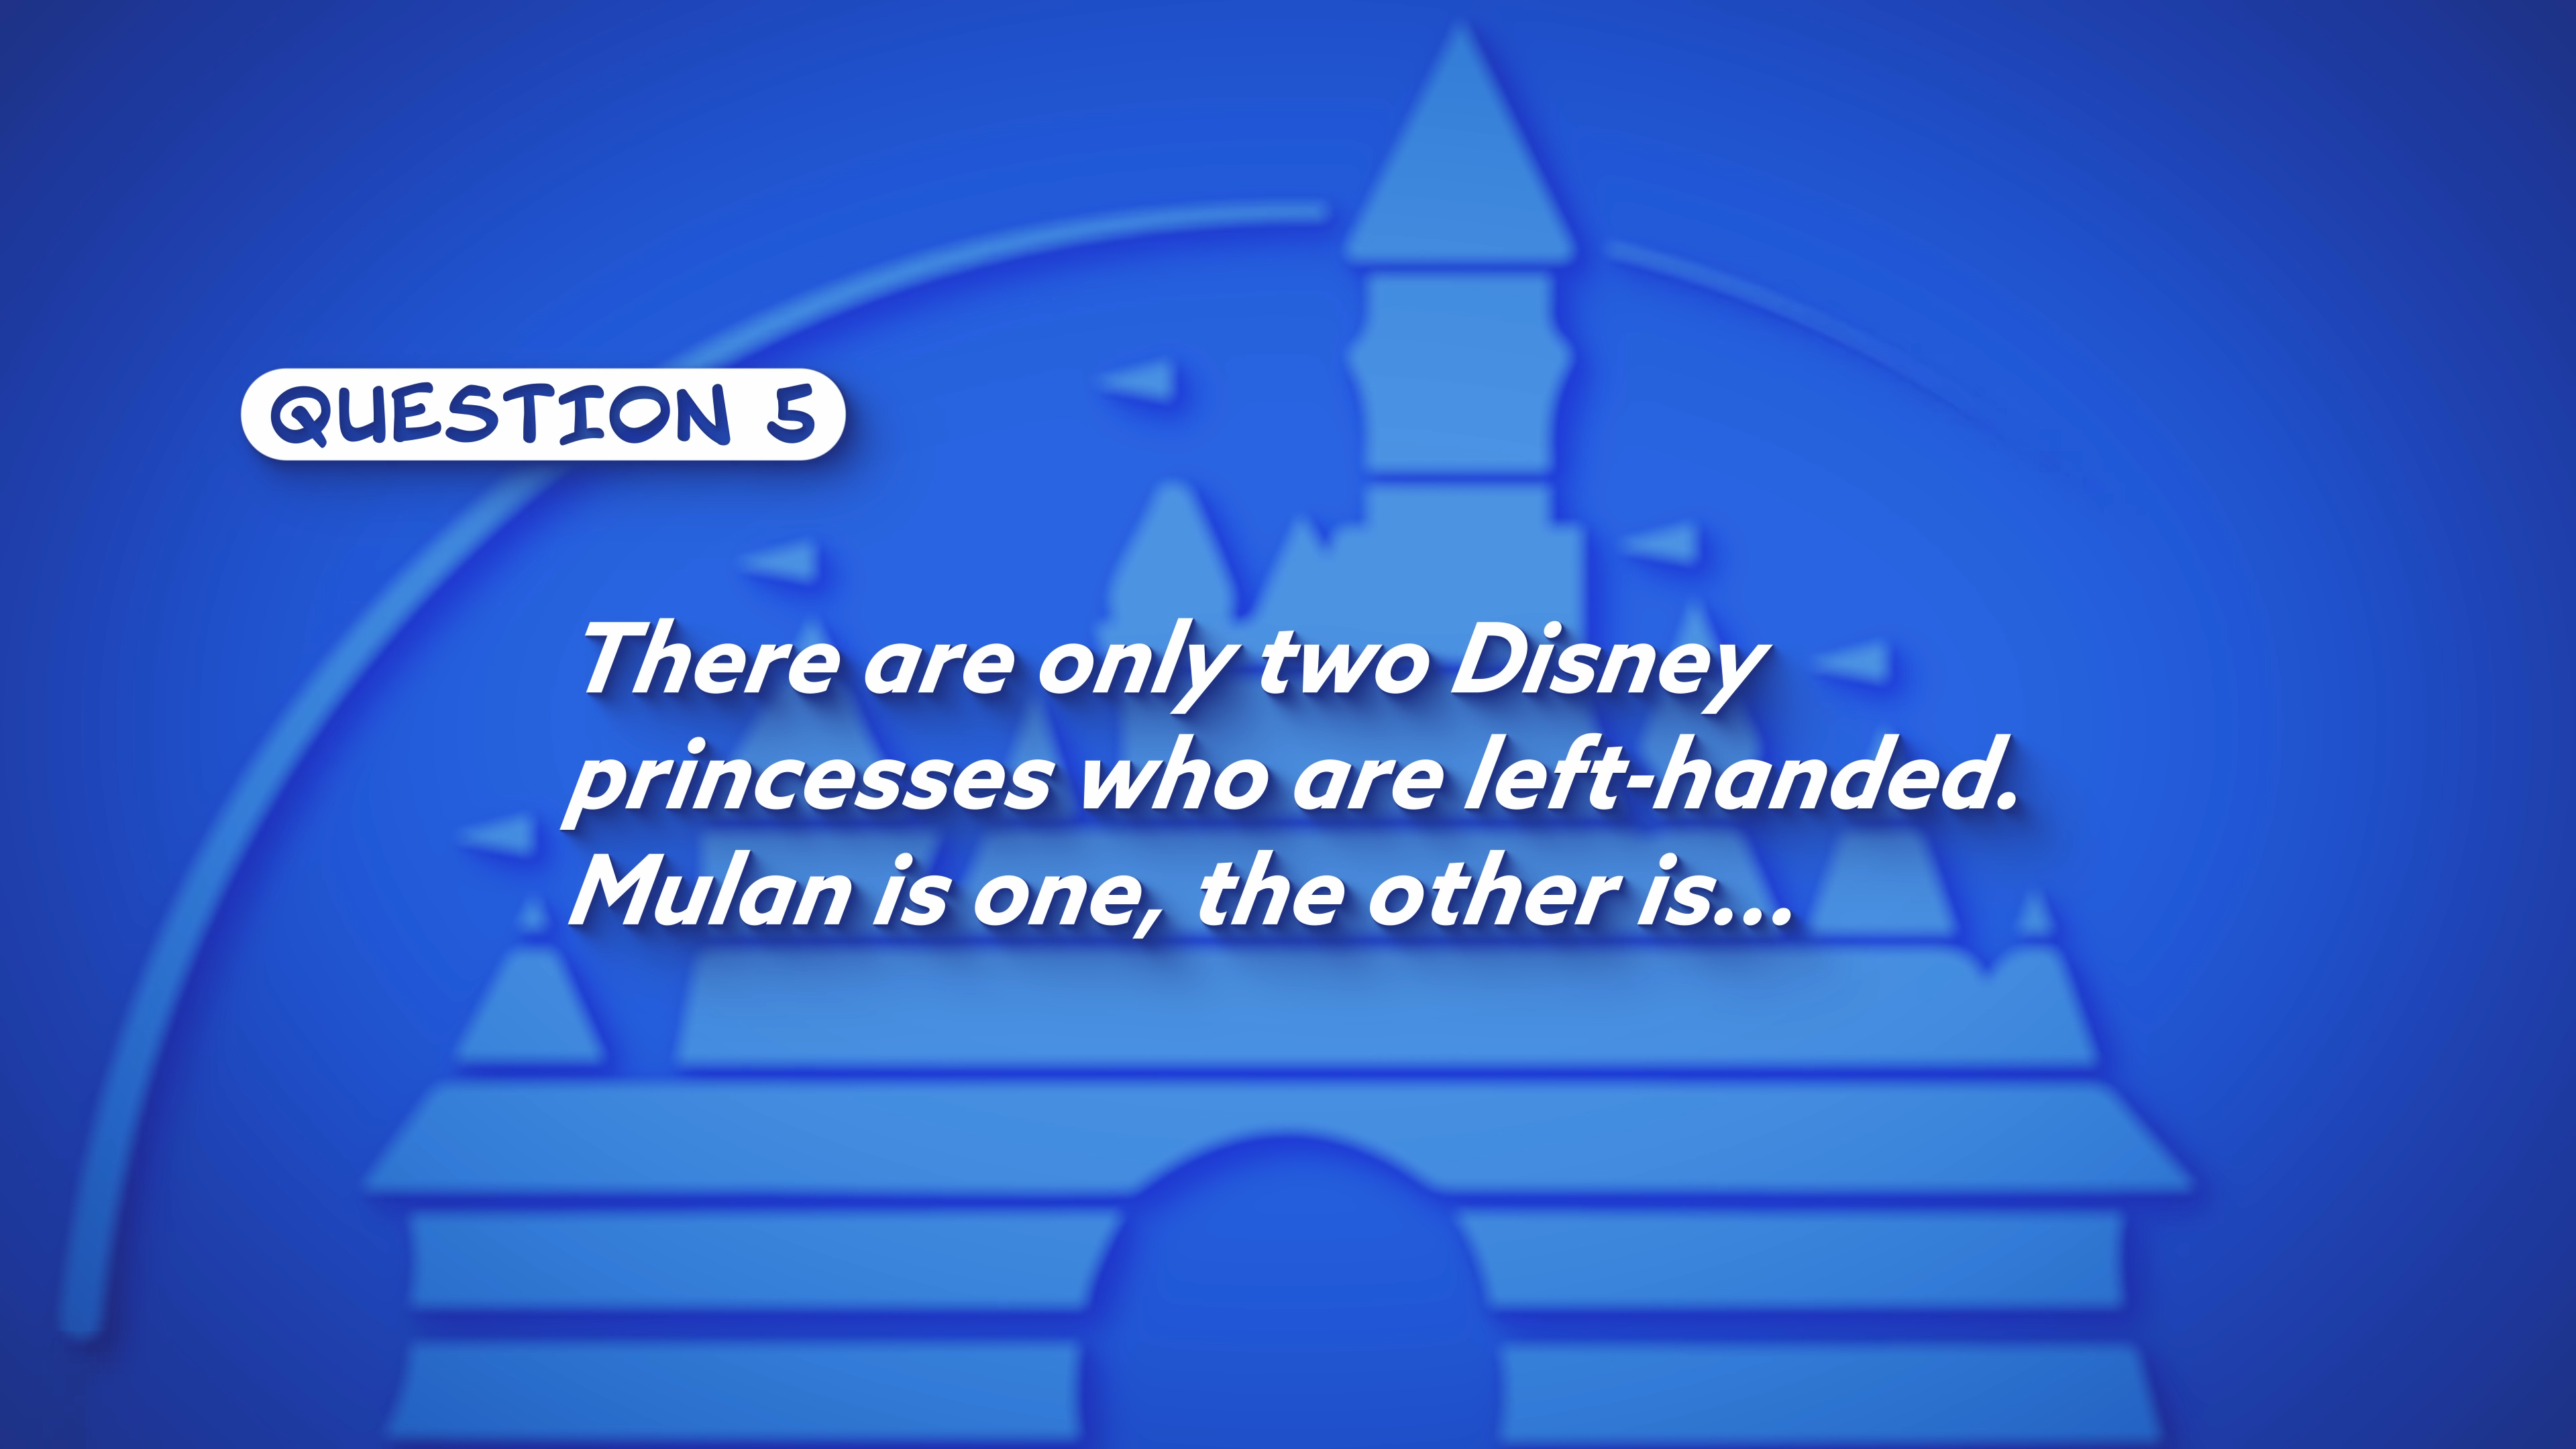 QUESTION 5
There are only two Disney
princesses who are left-handed.
Mulan is one, the other is...